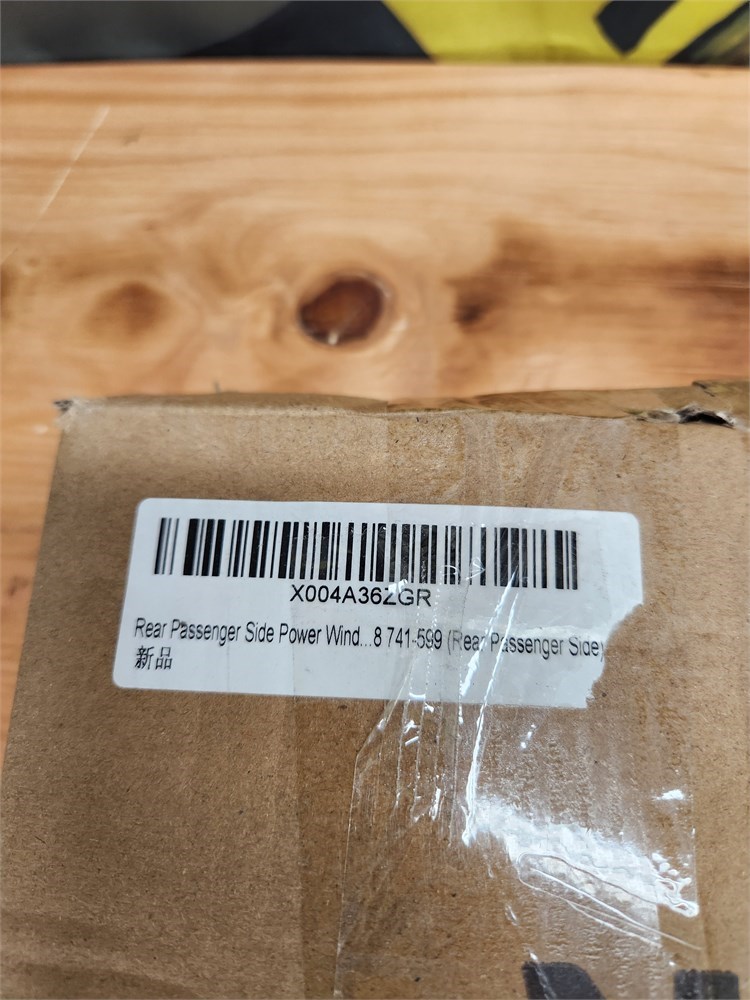 X004A36ZGR
Rear Passenger Side Power Wind...8 741-599 (Rear Passenger Side)
新品